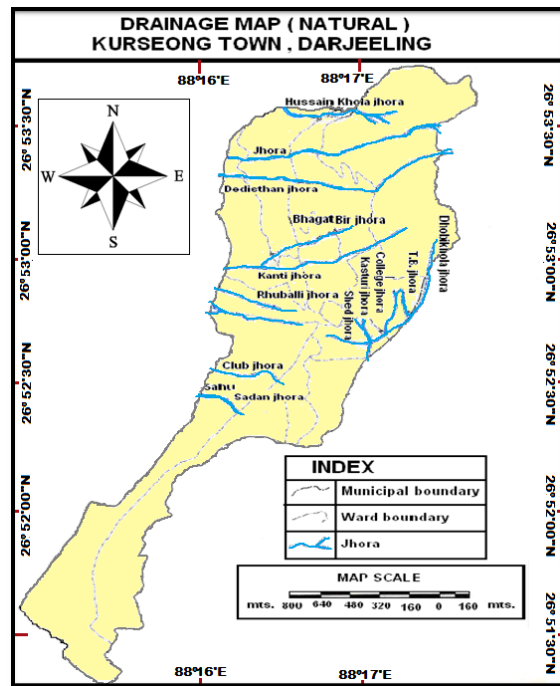 DRAINAGE MAP ( NATURAL )
KURSEONG TOWN , DARJEELING
88°16'E
88°17'E
26°53'30"N
26°53'30"N
N
W
E
S
Hussain Khola jhora
Jhora
Dedisthan jhora
Bhagat Bir jhora
Dhobikhola jhora
T.B. jhora
College jhora
Kasturi jhora
Shed jhora
26°53'00"N
26°53'00"N
Kanti jhora
Rhuballi jhora
Club jhora
26°52'30"N
26°52'30"N
Salhu
Sadan jhora
INDEX
Municipal boundary
Ward boundary
Jhora
26°52'00"N
26°52'00"N
MAP SCALE
mts. 800 640 480 320 160 0 160 mts.
26°51'30"N
88°16'E
88°17'E